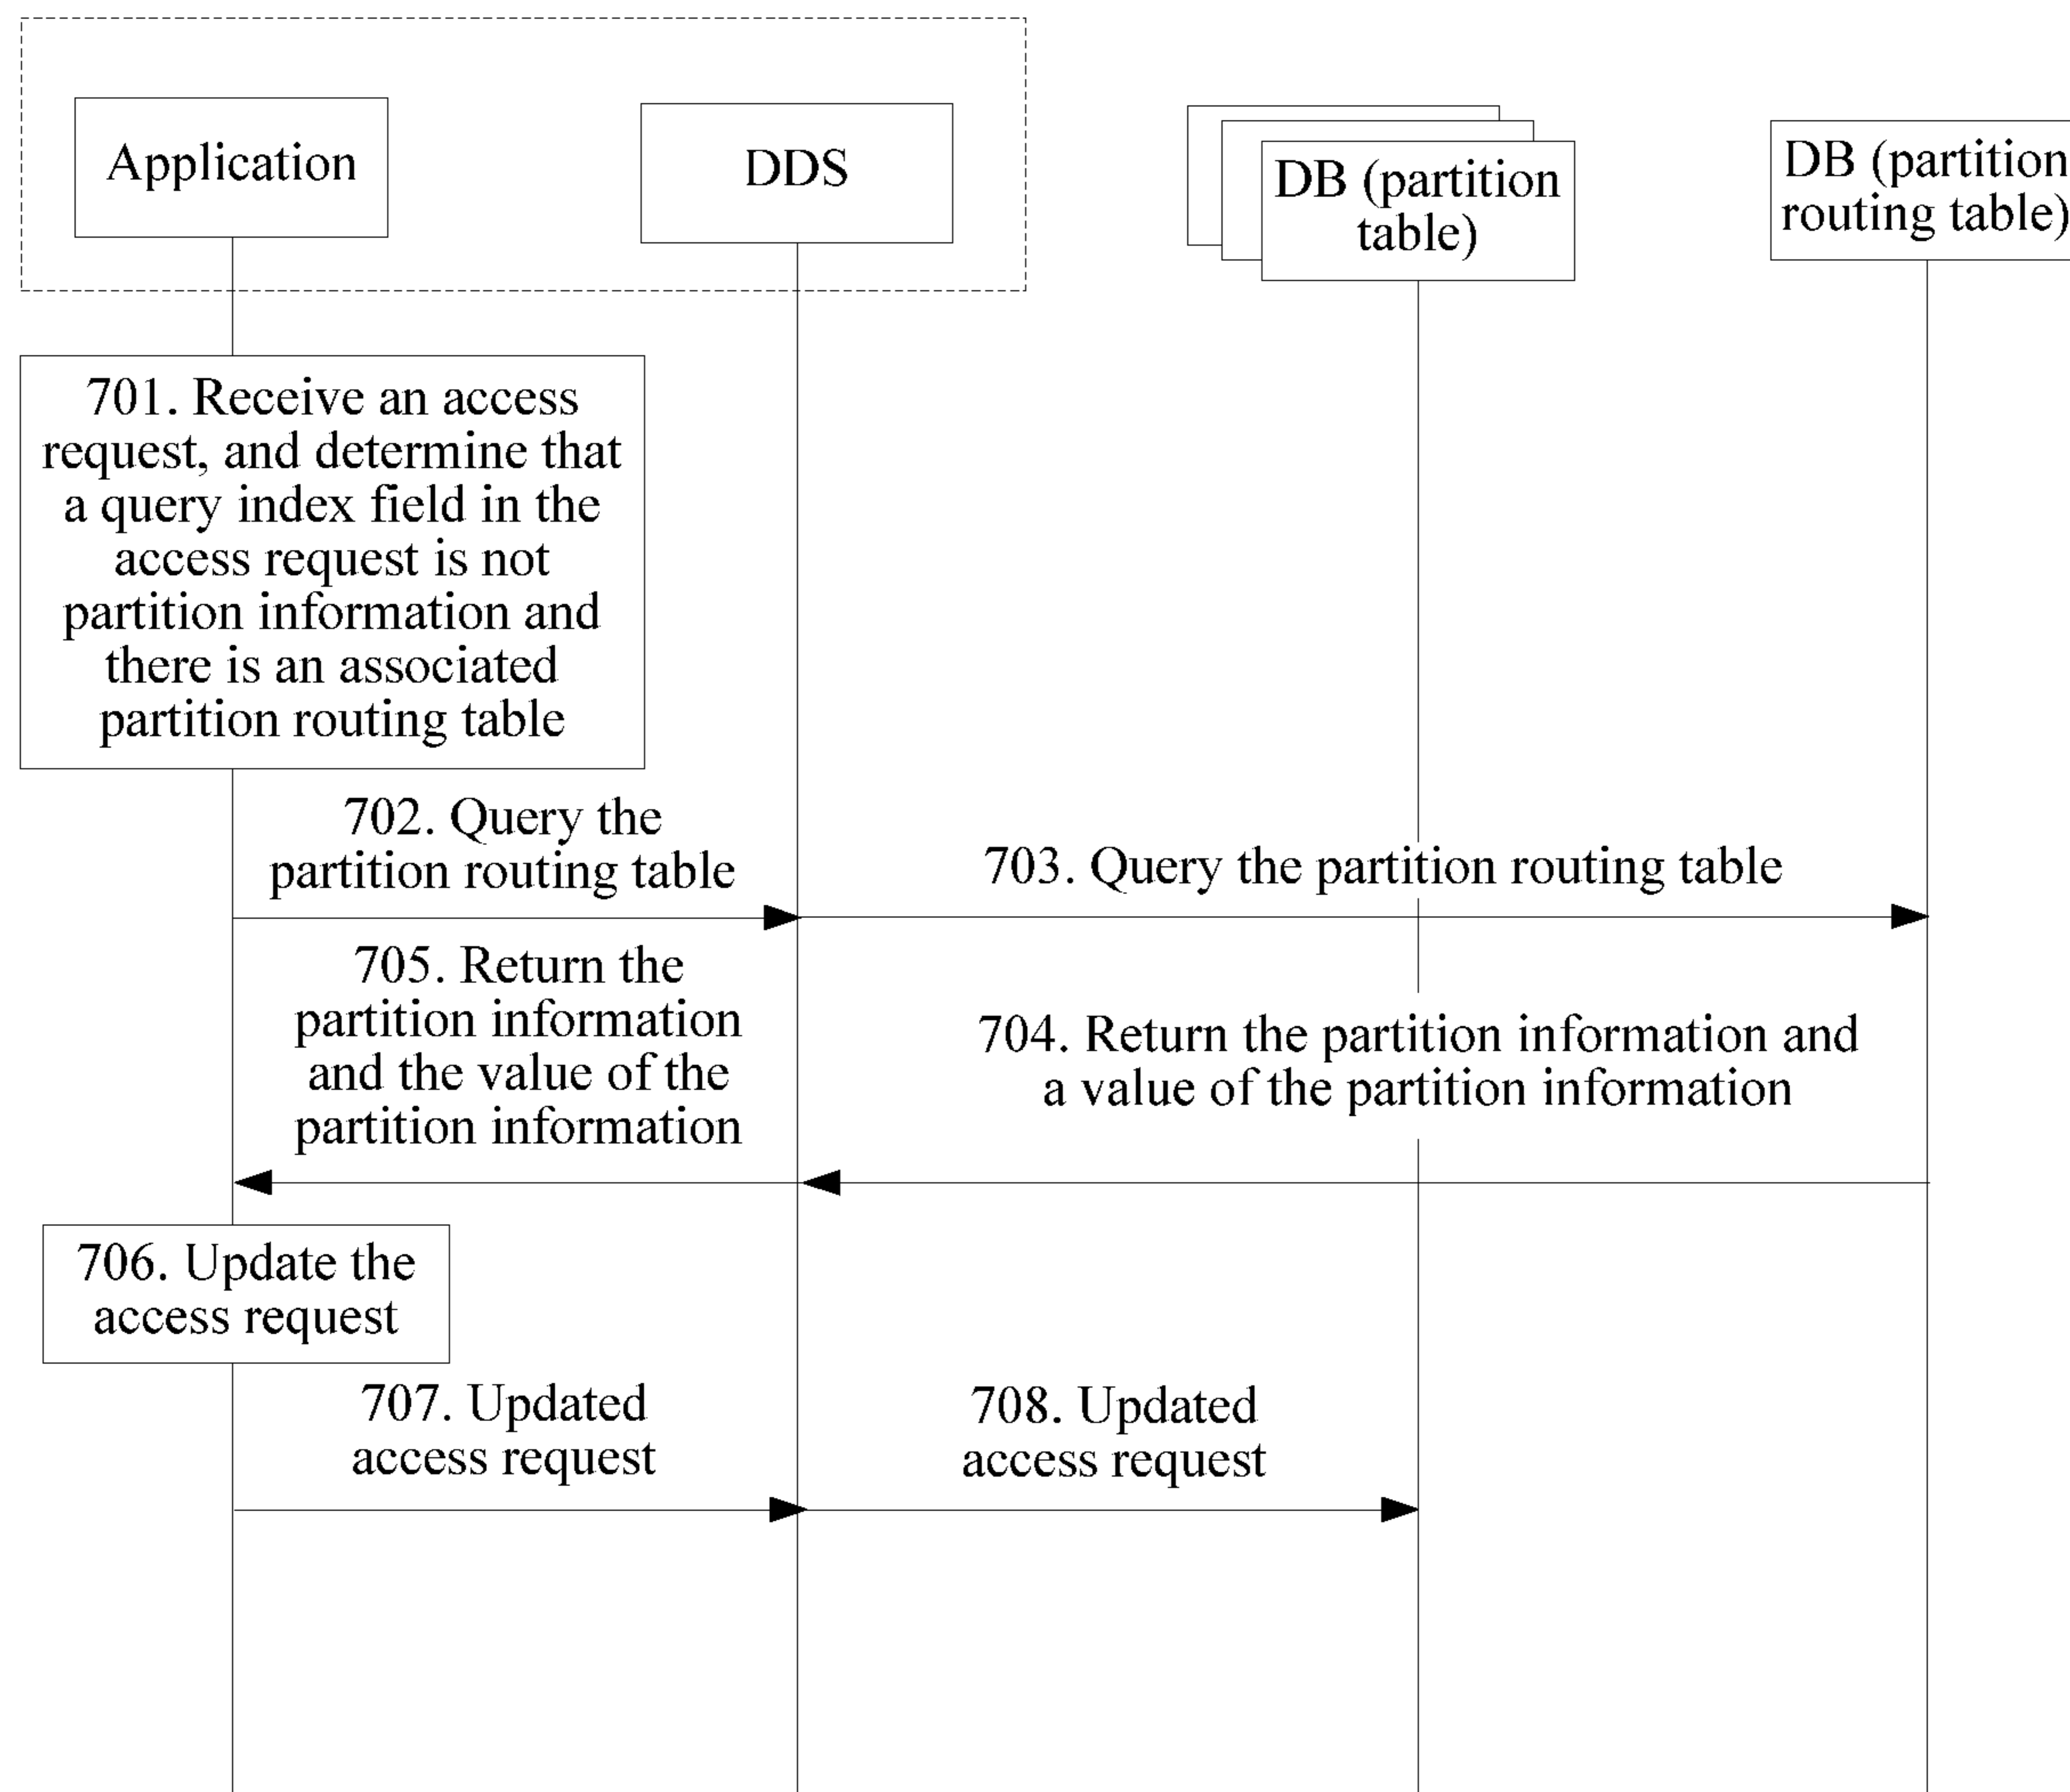 Application
DDS
DB (partition
table)
DB (partition
routing table)
701. Receive an access
request, and determine that
a query index field in the
access request is not
partition information and
there is an associated
partition routing table
702. Query the
partition routing table
703. Query the partition routing table
705. Return the
partition information
and the value of the
partition information
704. Return the partition information and
a value of the partition information
706. Update the
access request
707. Updated
access request
708. Updated
access request